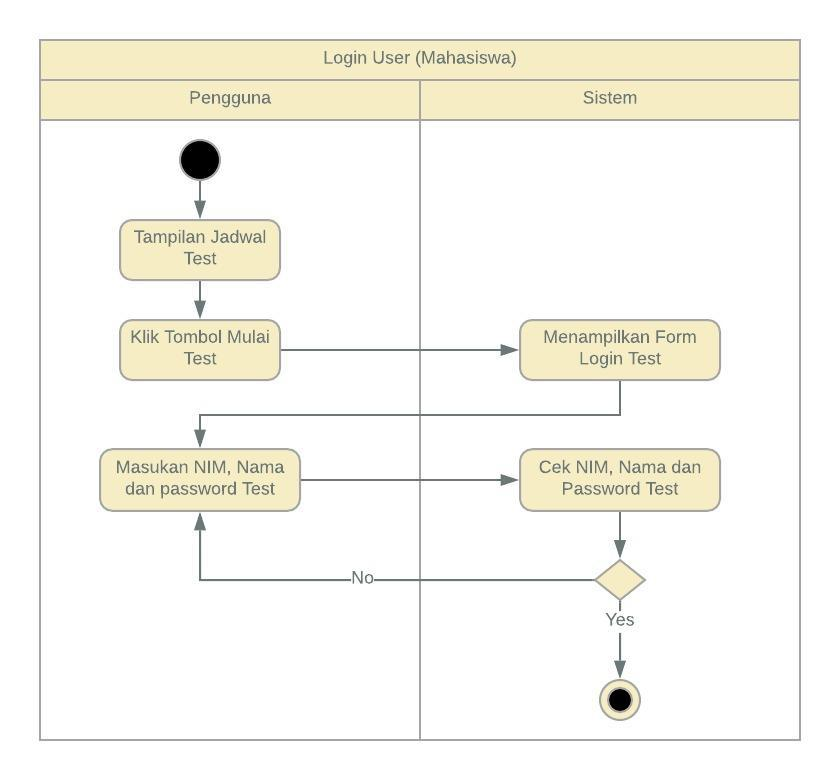 Login User (Mahasiswa)
Pengguna
Sistem
Tampilan Jadwal
Test
Klik Tombol Mulai
Test
Menampilkan Form
Login Test
Masukan NIM, Nama
dan password Test
Cek NIM, Nama dan
Password Test
No
Yes